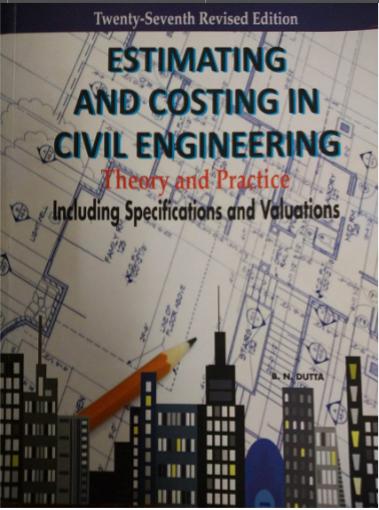 Twenty-Seventh Revised Edition
ESTIMATING
AND COSTING IN
CIVIL ENGINEERING
Theory and Practice
Including Specifications and Valuations
B. N. DUTTA